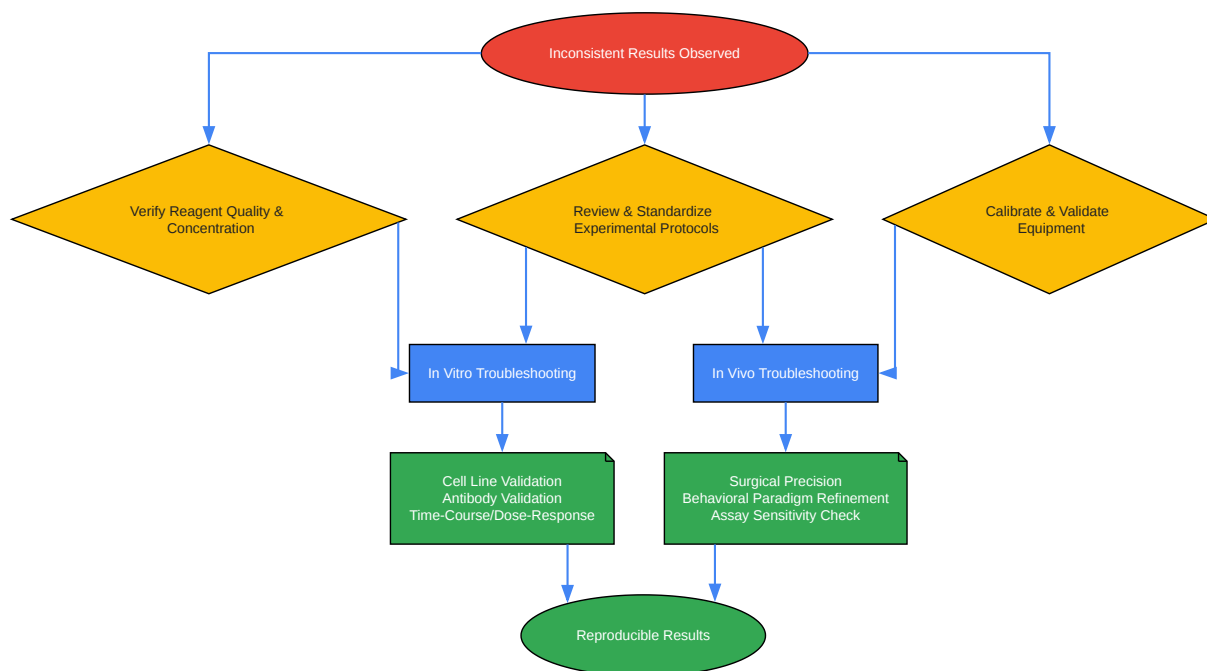 Inconsistent Results Observed
Verify Reagent Quality &
Concentration
Review & Standardize
Experimental Protocols
Calibrate & Validate
Equipment
In Vitro Troubleshooting
In Vivo Troubleshooting
Cell Line Validation
Antibody Validation
Time-Course/Dose-Response
Surgical Precision
Behavioral Paradigm Refinement
Assay Sensitivity Check
Reproducible Results